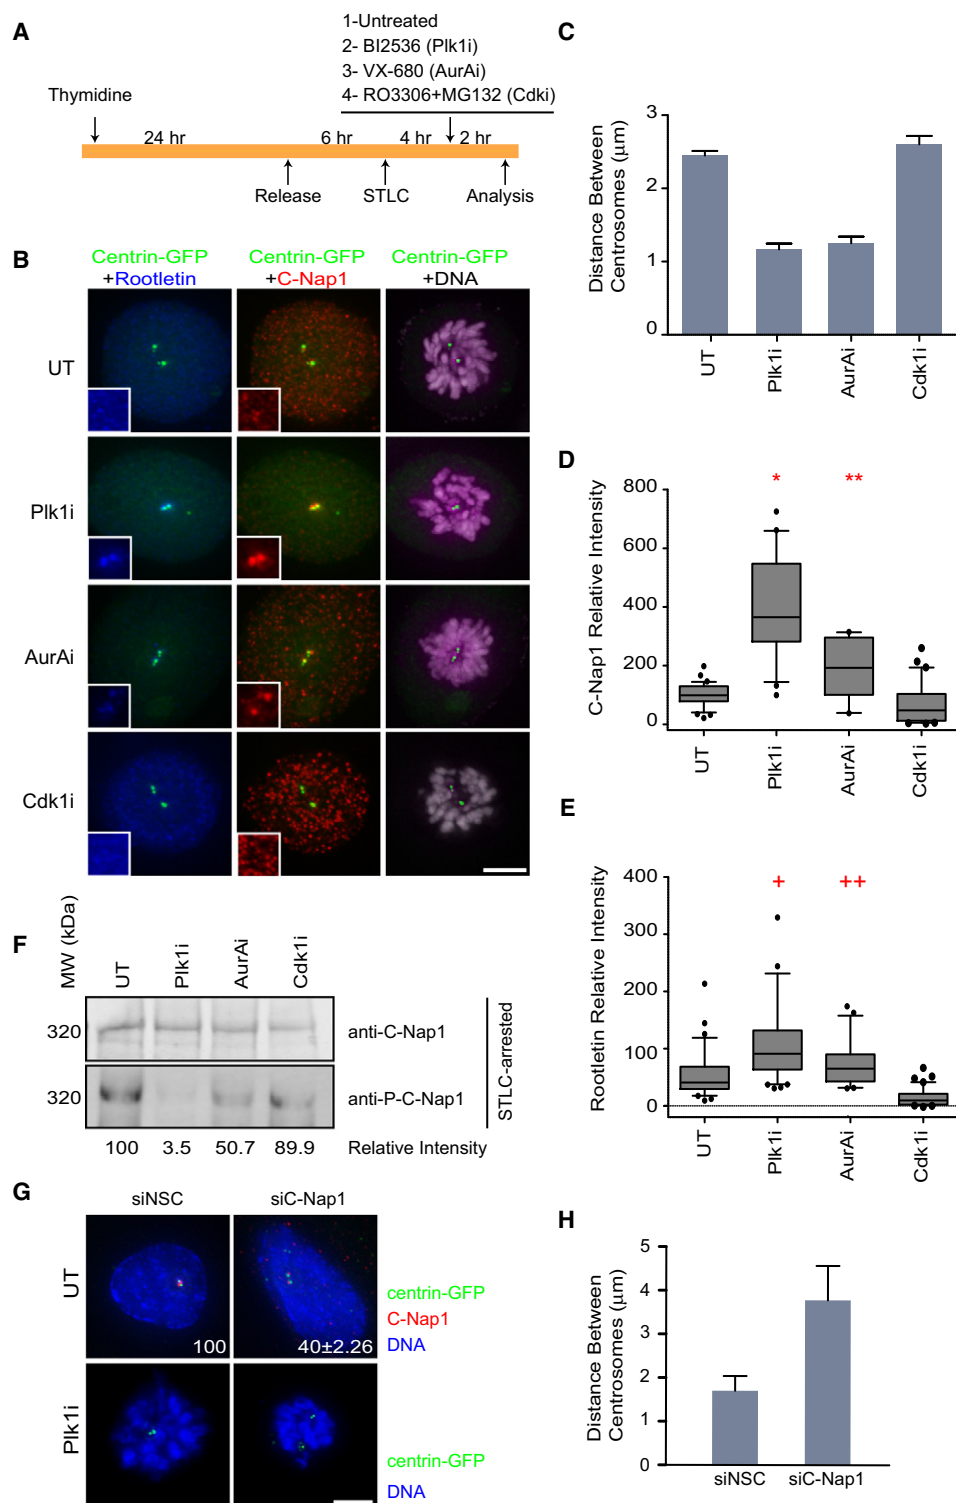 A
1-Untreated
2- BI2536 (Plk1i)
3- VX-680 (AurAi)
4- RO3306+MG132 (Cdki)
Thymidine
24 hr
6 hr
4 hr
2 hr
Release
STLC
Analysis
B
Centrin-GFP
+Rootletin
Centrin-GFP
+C-Nap1
Centrin-GFP
+DNA
UT
Plk1i
AurAi
Cdk1i
C
Distance Between
Centrosomes (μm)
3
2
1
0
UT
Plk1i
AurAi
Cdk1i
D
C-Nap1 Relative Intensity
800
600
400
200
0
*
**
UT
Plk1i
AurAi
Cdk1i
E
Rootletin Relative Intensity
400
300
200
100
0
+
++
UT
Plk1i
AurAi
Cdk1i
F
MW (kDa)
UT
Plk1i
AurAi
Cdk1i
320
anti-C-Nap1
320
anti-P-C-Nap1
STLC-arrested
100
3.5
50.7
89.9
Relative Intensity
G
siNSC
siC-Nap1
UT
100
40±2.26
centrin-GFP
C-Nap1
DNA
Plk1i
centrin-GFP
DNA
H
Distance Between
Centrosomes (μm)
5
4
3
2
1
0
siNSC
siC-Nap1